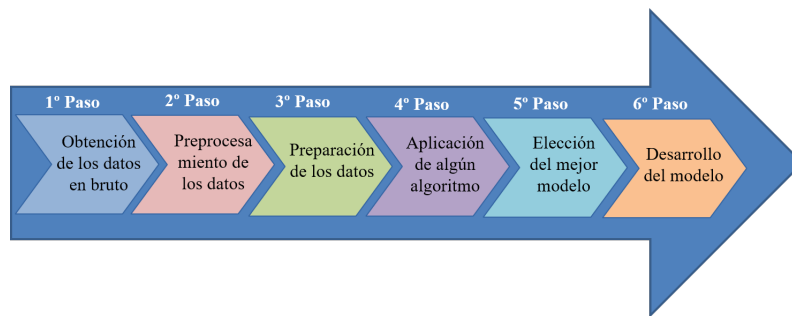 1º Paso
2º Paso
3º Paso
4º Paso
5º Paso
6º Paso
Obtención
de los datos
en bruto
Preprocesa
miento de
los datos
Preparación
de los datos
Aplicación
de algún
algoritmo
Elección
del mejor
modelo
Desarrollo
del modelo